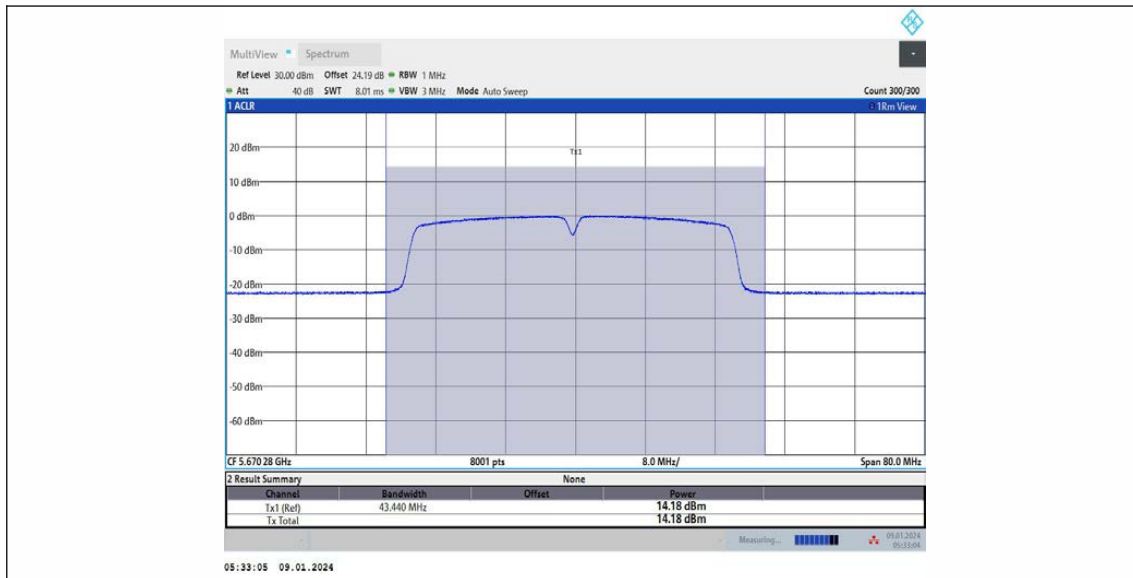 MultiView Spectrum
Ref Level 30.00 dBm Offset 24.19 dB RBW 1 MHz
Att 40 dB SWT 8.01 ms VBW 3 MHz Mode Auto Sweep Count 300/300
1 ACLR 1Rm View
Tx1
20 dBm
10 dBm
0 dBm
-10 dBm
-20 dBm
-30 dBm
-40 dBm
-50 dBm
-60 dBm
CF 5.670 28 GHz 8001 pts 8.0 MHz/ Span 80.0 MHz
2 Result Summary None
Channel Bandwidth Offset Power
Tx1 (Ref) 43.440 MHz 14.18 dBm
Tx Total 14.18 dBm
Measuring... 09.01.2024
05:33:04
05:33:05 09.01.2024